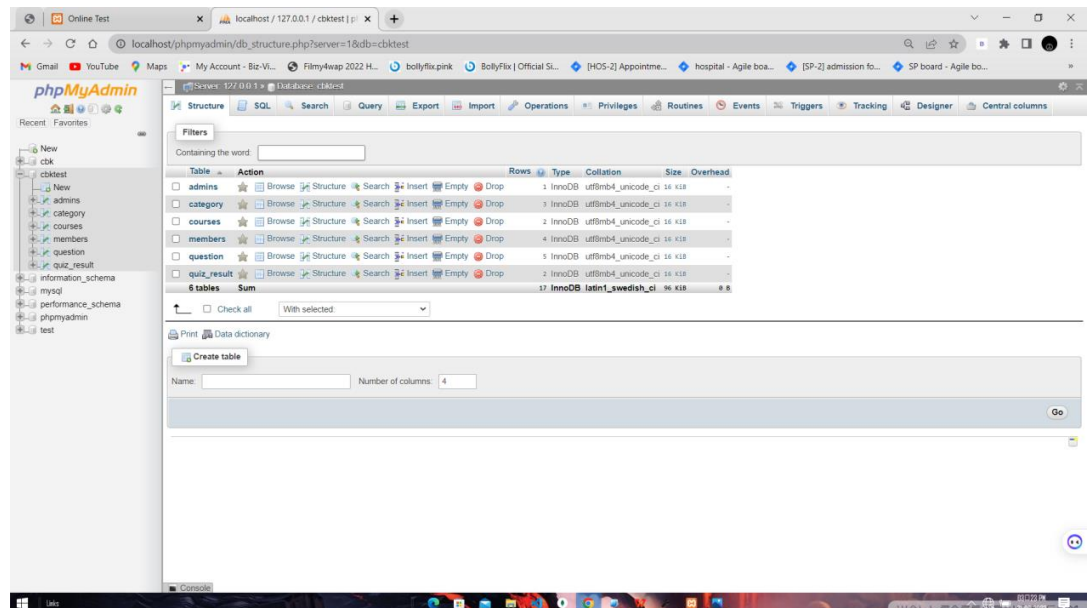 Online Test
localhost / 127.0.0.1 / cbktest | p
localhost/phpmyadmin/db_structure.php?server=1&db=cbktest
Gmail YouTube Maps My Account - Biz-Vi... Filmy4wap 2022 H... bollyflix.pink BollyFlix | Official Si... [HOS-2] Appointme... hospital - Agile boa... [SP-2] admission fo... SP board - Agile bo... »
phpMyAdmin
Recent Favorites
New
cbk
cbktest
New
admins
category
courses
members
question
quiz_result
information_schema
mysql
performance_schema
phpmyadmin
test
Server: 127.0.0.1 » Database: cbktest
Structure SQL Search Query Export Import Operations Privileges Routines Events Triggers Tracking Designer Central columns
Filters
Containing the word:
Table Action Rows Type Collation Size Overhead
admins Browse Structure Search Insert Empty Drop 1 InnoDB utf8mb4_unicode_ci 16 KiB -
category Browse Structure Search Insert Empty Drop 3 InnoDB utf8mb4_unicode_ci 16 KiB -
courses Browse Structure Search Insert Empty Drop 2 InnoDB utf8mb4_unicode_ci 16 KiB -
members Browse Structure Search Insert Empty Drop 4 InnoDB utf8mb4_unicode_ci 16 KiB -
question Browse Structure Search Insert Empty Drop 5 InnoDB utf8mb4_unicode_ci 16 KiB -
quiz_result Browse Structure Search Insert Empty Drop 2 InnoDB utf8mb4_unicode_ci 16 KiB -
6 tables Sum 17 InnoDB latin1_swedish_ci 96 KiB 0 B
Check all With selected:
Print Data dictionary
Create table
Name: Number of columns: 4
Go
Console
Links